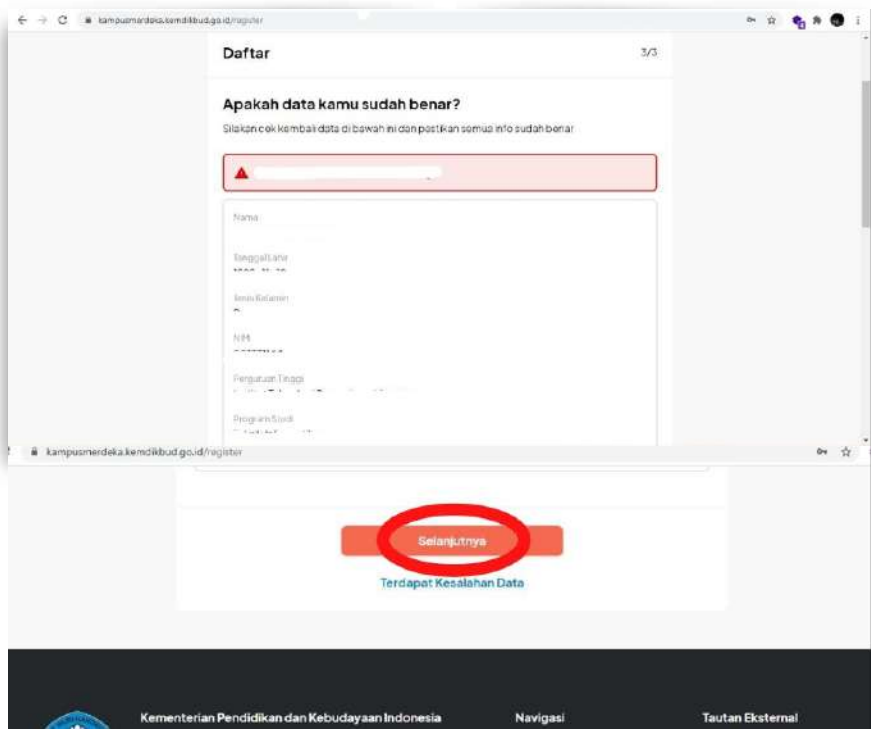 kampusmerdeka.kemdikbud.go.id/register
Daftar
3/3
Apakah data kamu sudah benar?
Silakan cek kembali data di bawah ini dan pastikan semua info sudah benar
Nama
Tanggal Lahir
Jenis Kelamin
NIM
Perguruan Tinggi
Program Studi
kampusmerdeka.kemdikbud.go.id/register
Selanjutnya
Terdapat Kesalahan Data
Kementerian Pendidikan dan Kebudayaan Indonesia
Navigasi
Tautan Eksternal